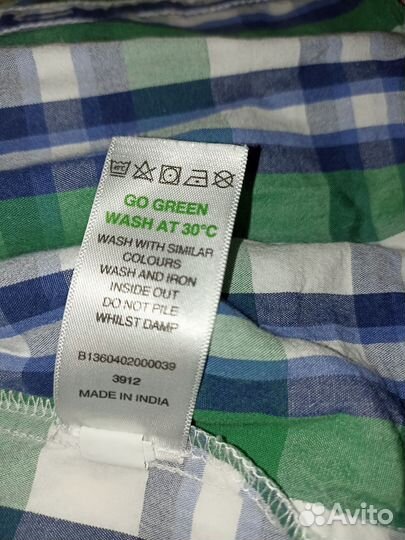 GO GREEN
WASH AT 30°C
WASH WITH SIMILAR
COLOURS
WASH AND IRON
INSIDE OUT
DO NOT PILE
WHILST DAMP
B1360402000039
3912
MADE IN INDIA
Avito